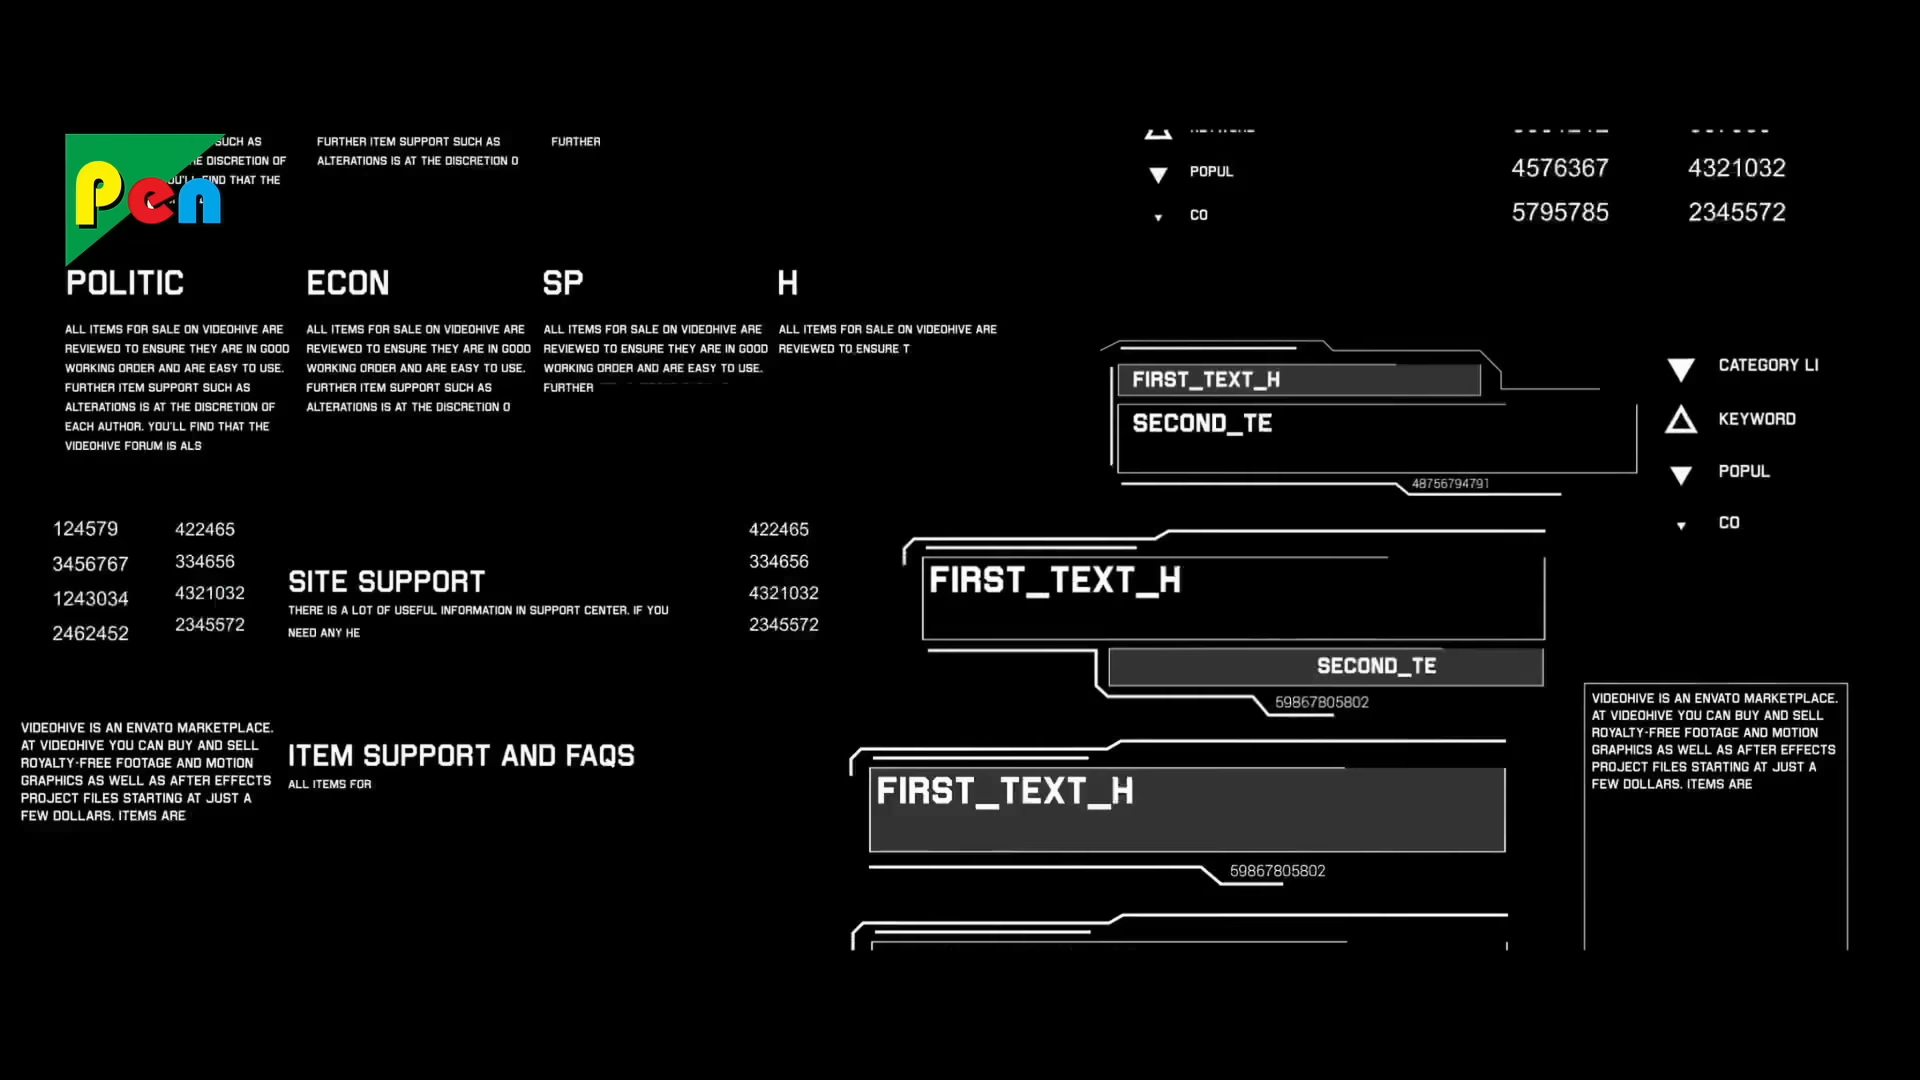 SUCH AS
HE DISCRETION OF
OU'LL FIND THAT THE
Pen
FURTHER ITEM SUPPORT SUCH AS
ALTERATIONS IS AT THE DISCRETION O
FURTHER
POPUL
CO
4576367
5795785
4321032
2345572
POLITIC
ALL ITEMS FOR SALE ON VIDEOHIVE ARE
REVIEWED TO ENSURE THEY ARE IN GOOD
WORKING ORDER AND ARE EASY TO USE.
FURTHER ITEM SUPPORT SUCH AS
ALTERATIONS IS AT THE DISCRETION OF
EACH AUTHOR. YOU'LL FIND THAT THE
VIDEOHIVE FORUM IS ALS
ECON
ALL ITEMS FOR SALE ON VIDEOHIVE ARE
REVIEWED TO ENSURE THEY ARE IN GOOD
WORKING ORDER AND ARE EASY TO USE.
FURTHER ITEM SUPPORT SUCH AS
ALTERATIONS IS AT THE DISCRETION O
SP
ALL ITEMS FOR SALE ON VIDEOHIVE ARE
REVIEWED TO ENSURE THEY ARE IN GOOD
WORKING ORDER AND ARE EASY TO USE.
FURTHER
H
ALL ITEMS FOR SALE ON VIDEOHIVE ARE
REVIEWED TO ENSURE T
FIRST_TEXT_H
SECOND_TE
48756794791
CATEGORY LI
KEYWORD
POPUL
CO
124579
3456767
1243034
2462452
422465
334656
4321032
2345572
SITE SUPPORT
THERE IS A LOT OF USEFUL INFORMATION IN SUPPORT CENTER. IF YOU
NEED ANY HE
422465
334656
4321032
2345572
FIRST_TEXT_H
SECOND_TE
59867805802
VIDEOHIVE IS AN ENVATO MARKETPLACE.
AT VIDEOHIVE YOU CAN BUY AND SELL
ROYALTY-FREE FOOTAGE AND MOTION
GRAPHICS AS WELL AS AFTER EFFECTS
PROJECT FILES STARTING AT JUST A
FEW DOLLARS. ITEMS ARE
ITEM SUPPORT AND FAQS
ALL ITEMS FOR
FIRST_TEXT_H
59867805802
VIDEOHIVE IS AN ENVATO MARKETPLACE.
AT VIDEOHIVE YOU CAN BUY AND SELL
ROYALTY-FREE FOOTAGE AND MOTION
GRAPHICS AS WELL AS AFTER EFFECTS
PROJECT FILES STARTING AT JUST A
FEW DOLLARS. ITEMS ARE